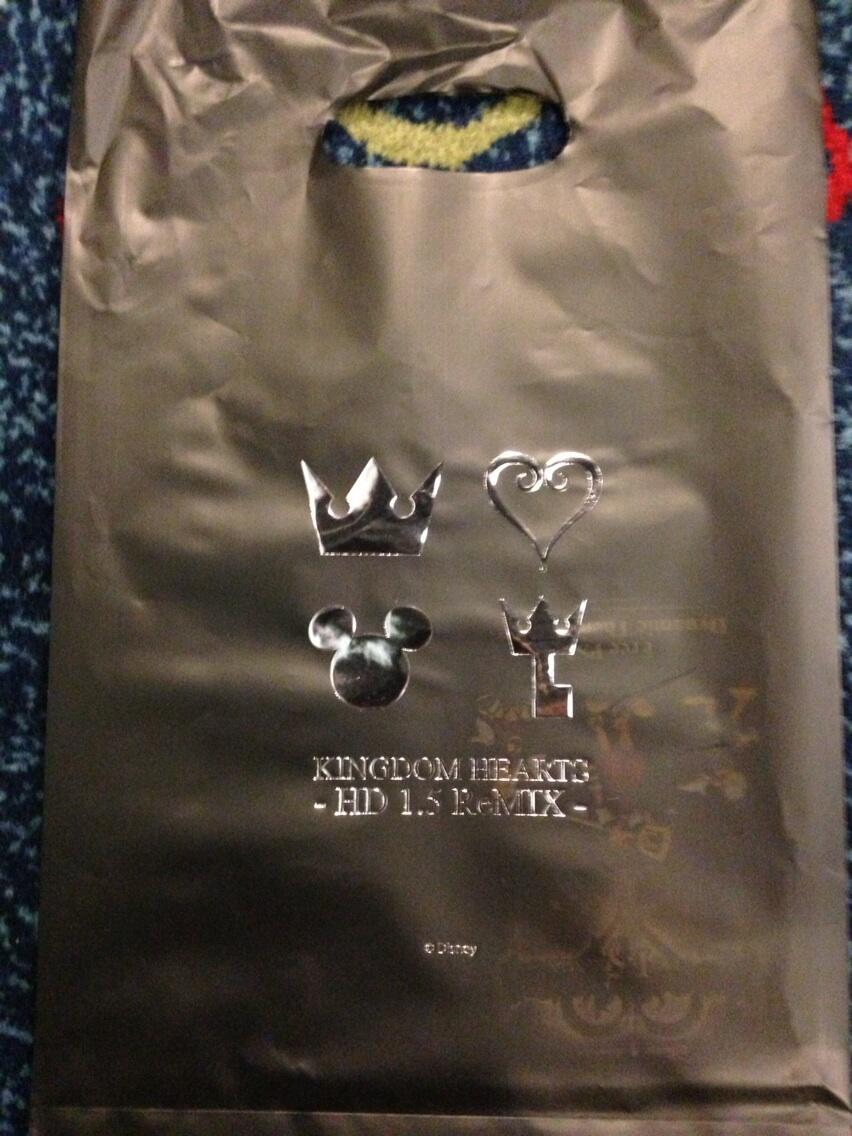 KINGDOM HEARTS
- HD 1.5 ReMIX -
© Disney